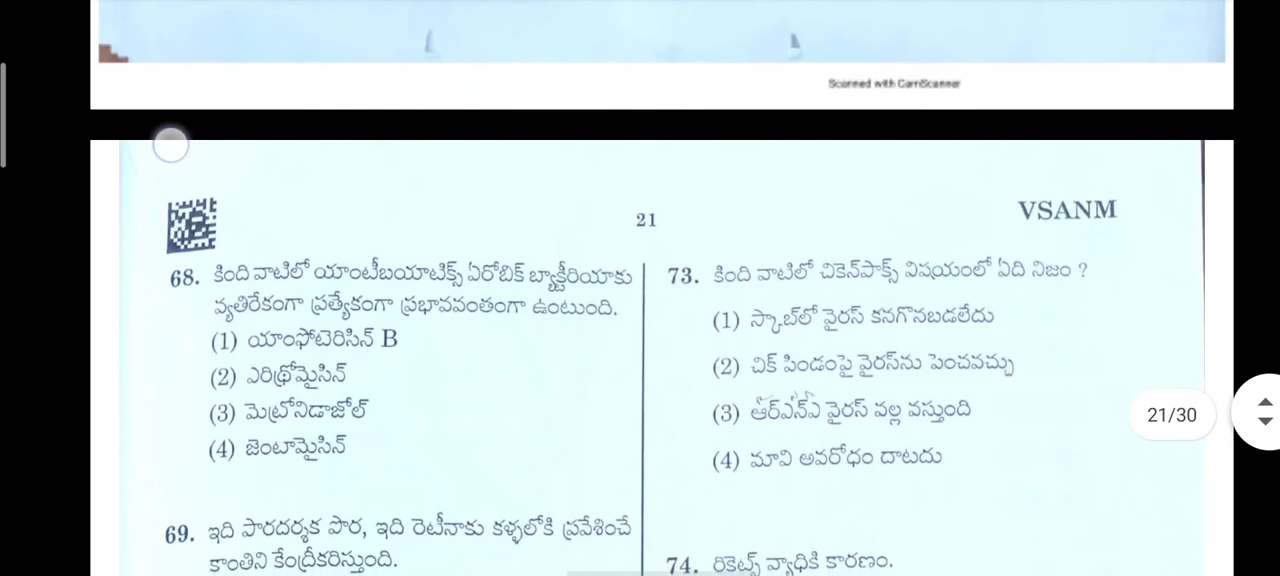 Scanned with CamScanner
21
VSANM
68. కింది వాటిలో యాంటీబయాటిక్స్ ఏరోబిక్ బ్యాక్టీరియాకు
వ్యతిరేకంగా ప్రత్యేకంగా ప్రభావవంతంగా ఉంటుంది.
(1) యాంఫోటెరిసిన్ B
(2) ఎరిథ్రోమైసిన్
(3) మెట్రోనిడాజోల్
(4) జెంటామైసిన్
69. ఇది పారదర్శక పొర, ఇది రెటీనాకు కళ్ళలోకి ప్రవేశించే
కాంతిని కేంద్రీకరిస్తుంది.
73. కింది వాటిలో చికెన్‌పాక్స్ విషయంలో ఏది నిజం ?
(1) స్కాబ్‌లో వైరస్ కనగొనబడలేదు
(2) చిక్ పిండంపై వైరస్‌ను పెంచవచ్చు
(3) ఆర్ఎన్ఏ వైరస్ వల్ల వస్తుంది
(4) మావి అవరోధం దాటదు
74. రికెట్స్ వ్యాధికి కారణం.
21/30